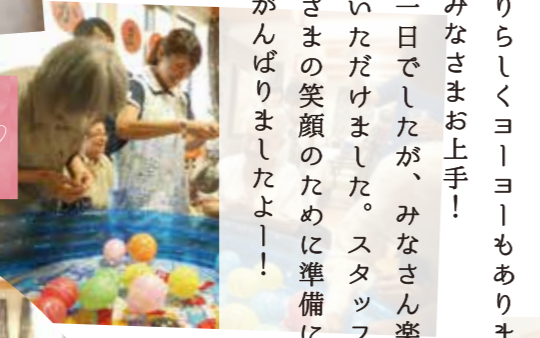 りらしくヨーヨーもありま
みなさまお上手！
一日でしたが、みなさん楽
いただけました。スタッフ
さまの笑顔のために準備に
がんばりましたよー！